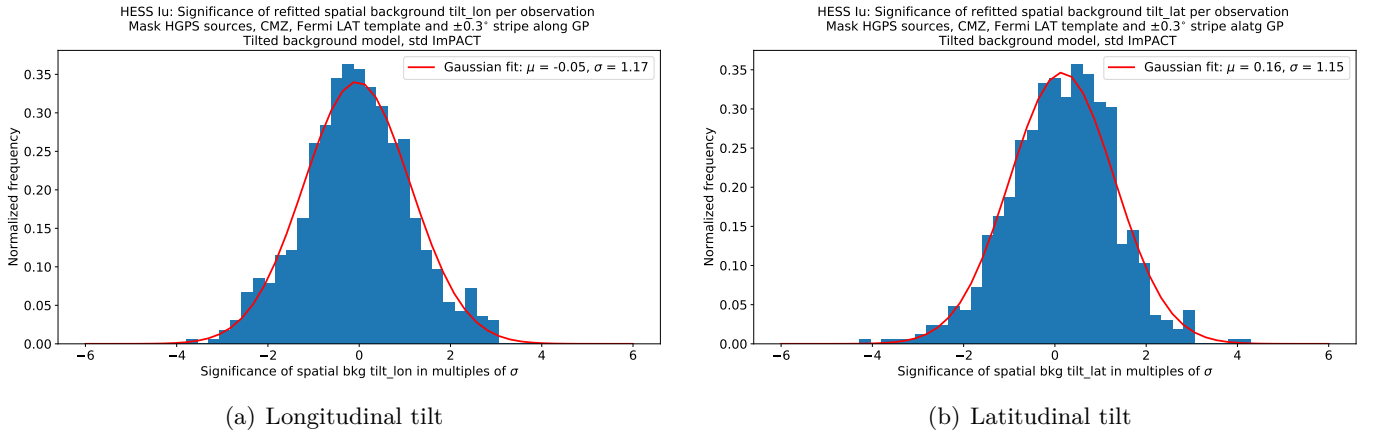 HESS Iu: Significance of refitted spatial background tilt_lon per observation
Mask HGPS sources, CMZ, Fermi LAT template and ±0.3° stripe along GP
Tilted background model, std ImPACT
Gaussian fit: μ = -0.05, σ = 1.17
Normalized frequency
0.35
0.30
0.25
0.20
0.15
0.10
0.05
0.00
−6
−4
−2
0
2
4
6
Significance of spatial bkg tilt_lon in multiples of σ
(a) Longitudinal tilt
HESS Iu: Significance of refitted spatial background tilt_lat per observation
Mask HGPS sources, CMZ, Fermi LAT template and ±0.3° stripe alatg GP
Tilted background model, std ImPACT
Gaussian fit: μ = 0.16, σ = 1.15
Normalized frequency
0.35
0.30
0.25
0.20
0.15
0.10
0.05
0.00
−6
−4
−2
0
2
4
6
Significance of spatial bkg tilt_lat in multiples of σ
(b) Latitudinal tilt